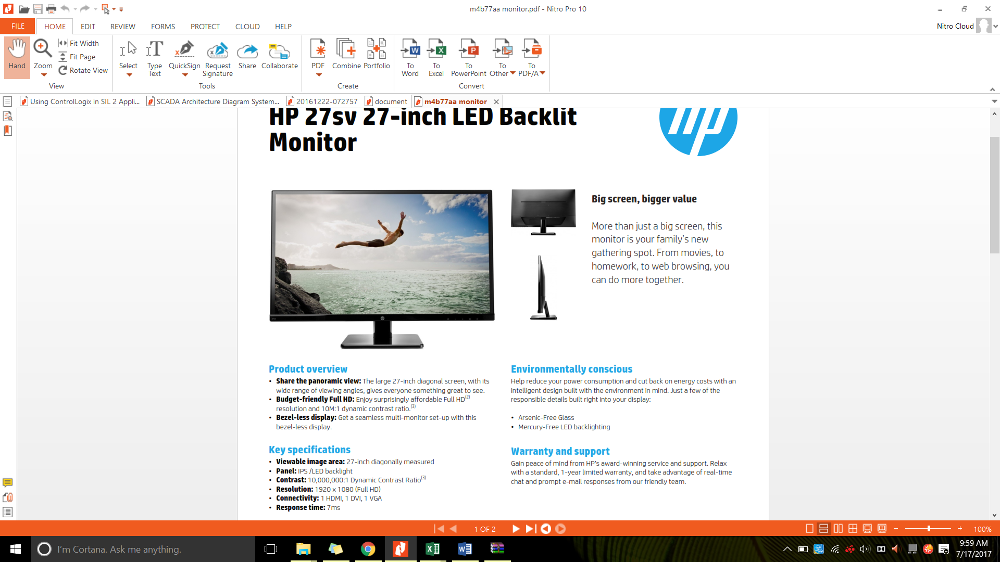 m4b77aa monitor.pdf - Nitro Pro 10
FILE HOME EDIT REVIEW FORMS PROTECT CLOUD HELP
Nitro Cloud
Hand
Zoom
Fit Width
Fit Page
Rotate View
View
Select
Type Text
QuickSign
Request Signature
Share
Collaborate
Tools
PDF
Combine
Portfolio
Create
To Word
To Excel
To PowerPoint
To Other
To PDF/A
Convert
Using ControlLogix in SIL 2 Appli...
SCADA Architecture Diagram System...
20161222-072757
document
m4b77aa monitor
HP 27sv 27-inch LED Backlit
Monitor
hp
Big screen, bigger value
More than just a big screen, this
monitor is your family's new
gathering spot. From movies, to
homework, to web browsing, you
can do more together.
Product overview
• Share the panoramic view: The large 27-inch diagonal screen, with its
wide range of viewing angles, gives everyone something great to see.
• Budget-friendly Full HD: Enjoy surprisingly affordable Full HD(2)
resolution and 10M:1 dynamic contrast ratio.(3)
• Bezel-less display: Get a seamless multi-monitor set-up with this
bezel-less display.
Key specifications
• Viewable image area: 27-inch diagonally measured
• Panel: IPS /LED backlight
• Contrast: 10,000,000:1 Dynamic Contrast Ratio(3)
• Resolution: 1920 x 1080 (Full HD)
• Connectivity: 1 HDMI, 1 DVI, 1 VGA
• Response time: 7ms
Environmentally conscious
Help reduce your power consumption and cut back on energy costs with an
intelligent design built with the environment in mind. Just a few of the
responsible details built right into your display:
• Arsenic-Free Glass
• Mercury-Free LED backlighting
Warranty and support
Gain peace of mind from HP's award-winning service and support. Relax
with a standard, 1-year limited warranty, and take advantage of real-time
chat and prompt e-mail responses from our friendly team.
1 OF 2
100%
I'm Cortana. Ask me anything.
9:59 AM
7/17/2017